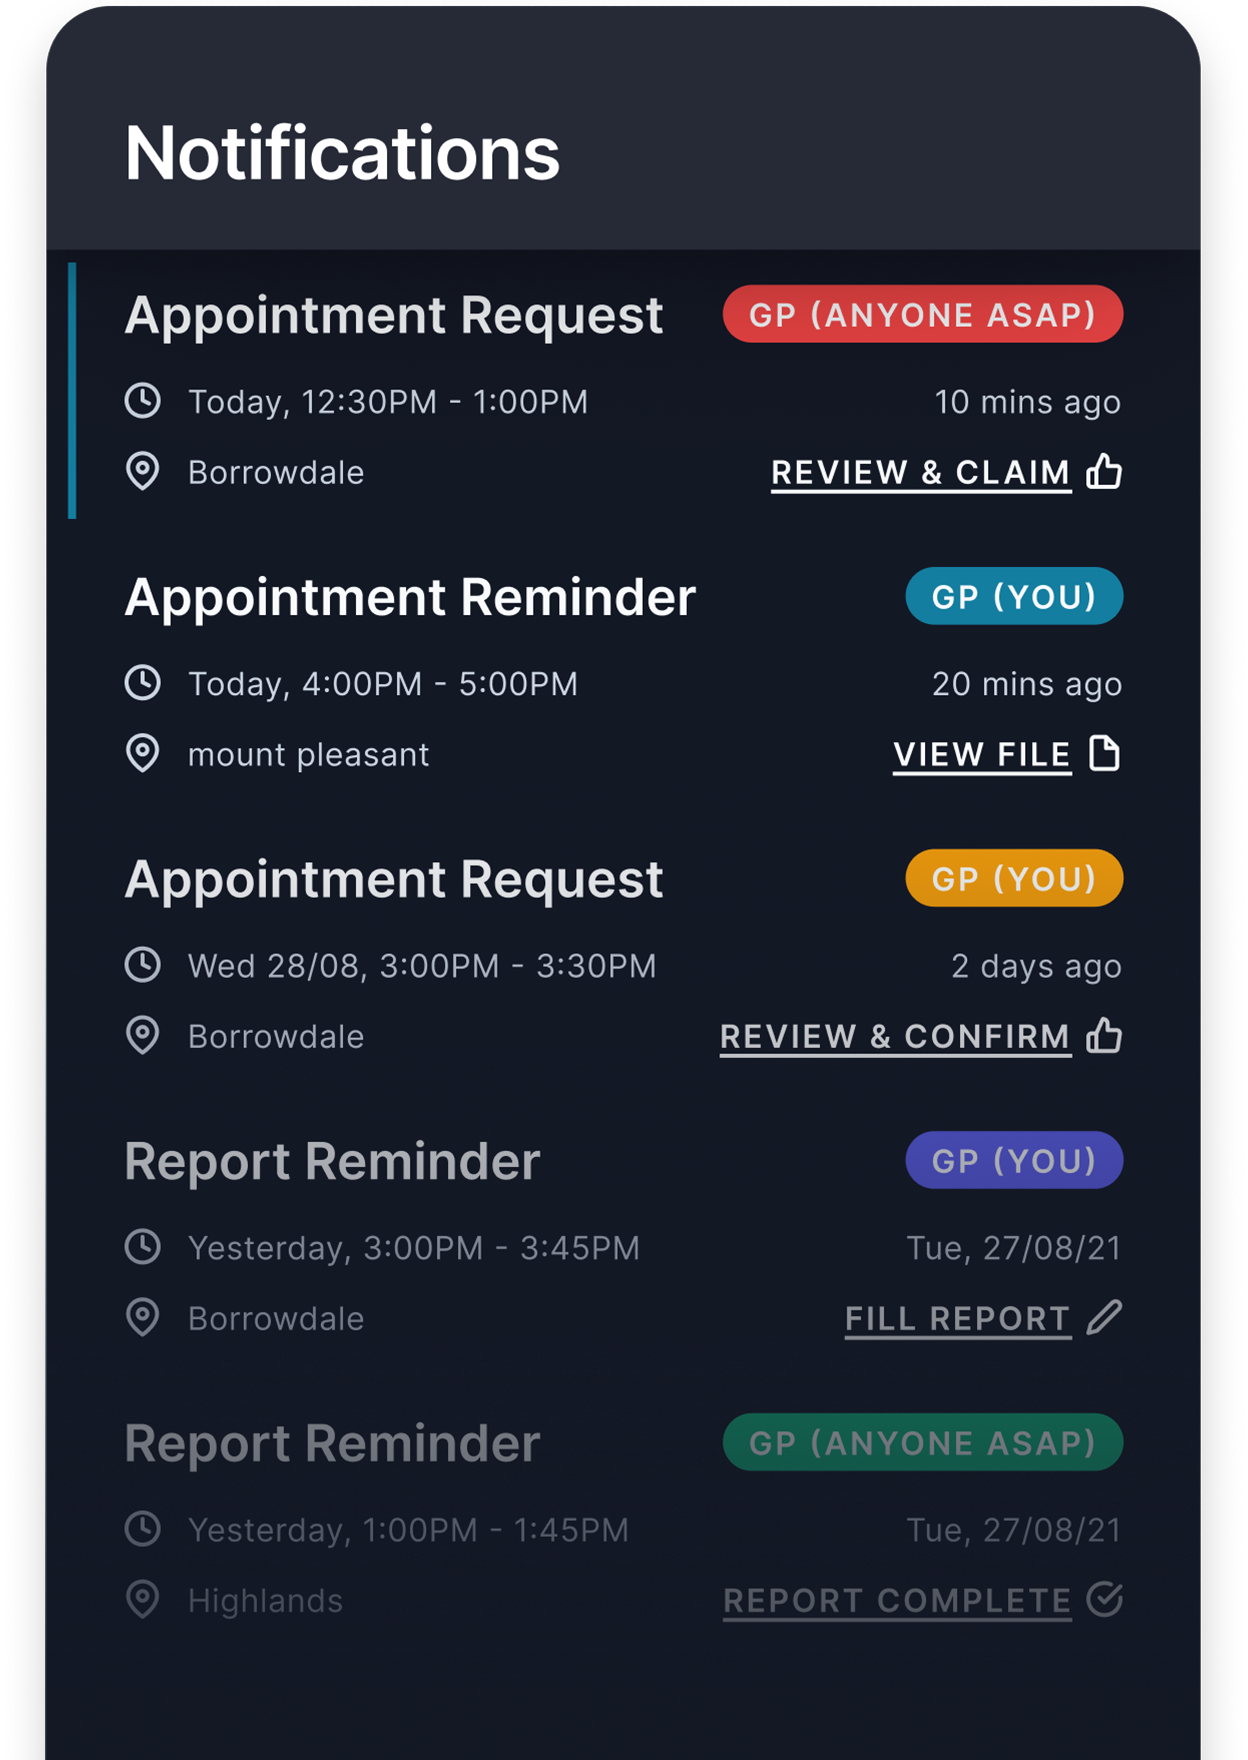 Notifications
Appointment Request GP (ANYONE ASAP)
Today, 12:30PM - 1:00PM 10 mins ago
Borrowdale REVIEW & CLAIM
Appointment Reminder GP (YOU)
Today, 4:00PM - 5:00PM 20 mins ago
mount pleasant VIEW FILE
Appointment Request GP (YOU)
Wed 28/08, 3:00PM - 3:30PM 2 days ago
Borrowdale REVIEW & CONFIRM
Report Reminder GP (YOU)
Yesterday, 3:00PM - 3:45PM Tue, 27/08/21
Borrowdale FILL REPORT
Report Reminder GP (ANYONE ASAP)
Yesterday, 1:00PM - 1:45PM Tue, 27/08/21
Highlands REPORT COMPLETE